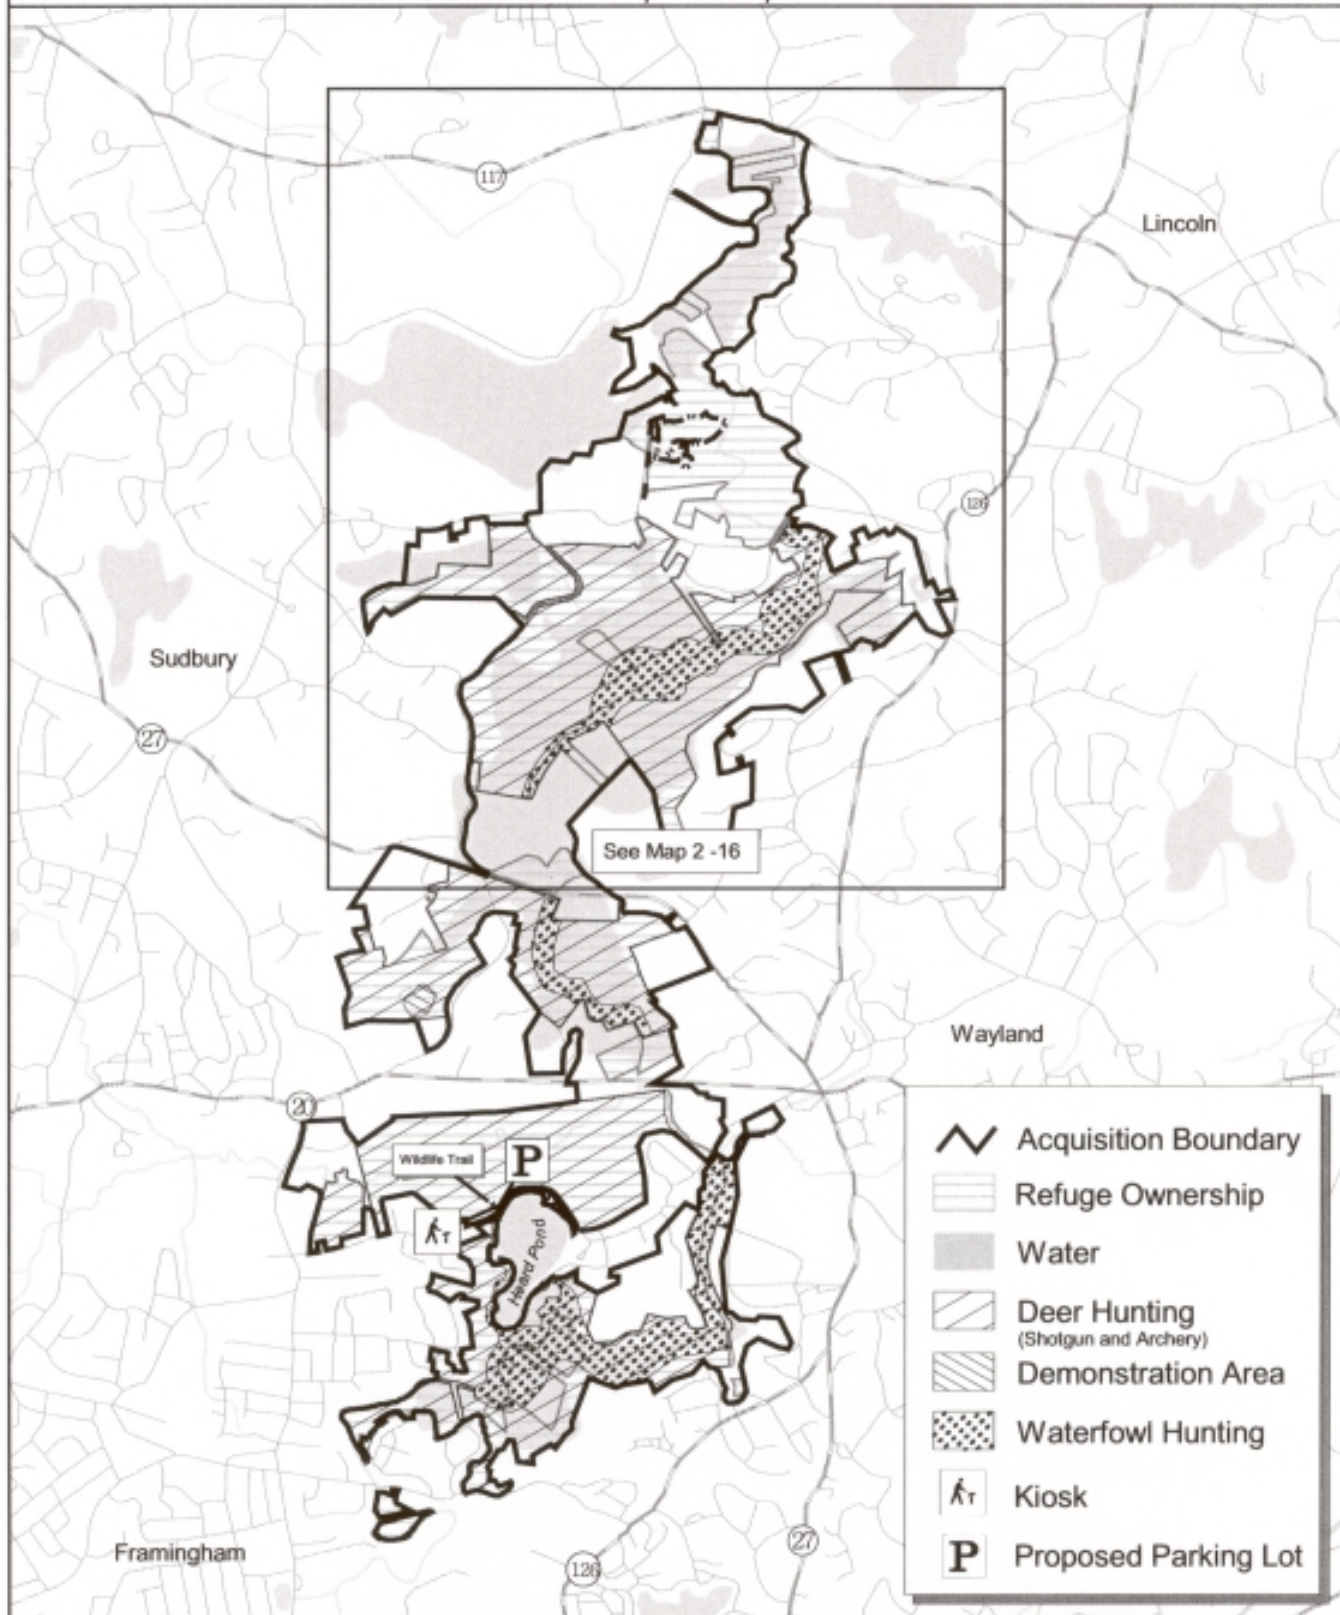 117
Lincoln
126
Sudbury
27
See Map 2 -16
Wayland
20
Wildlife Trail
P
Heard Pond
Framingham
126
27
Acquisition Boundary
Refuge Ownership
Water
Deer Hunting
(Shotgun and Archery)
Demonstration Area
Waterfowl Hunting
Kiosk
P Proposed Parking Lot